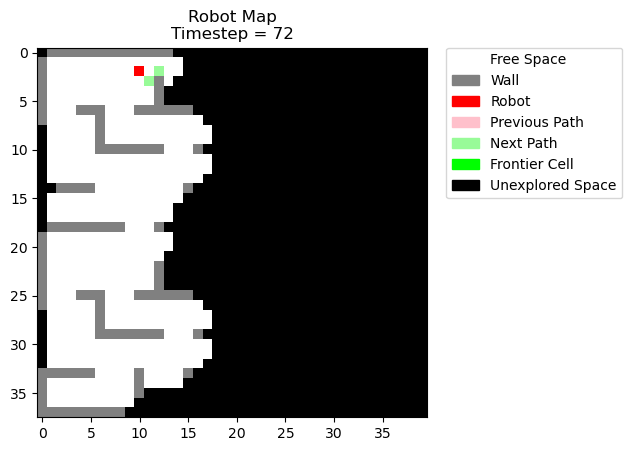 Robot Map
Timestep = 72
0
5
10
15
20
25
30
35
0
5
10
15
20
25
30
35
Free Space
Wall
Robot
Previous Path
Next Path
Frontier Cell
Unexplored Space